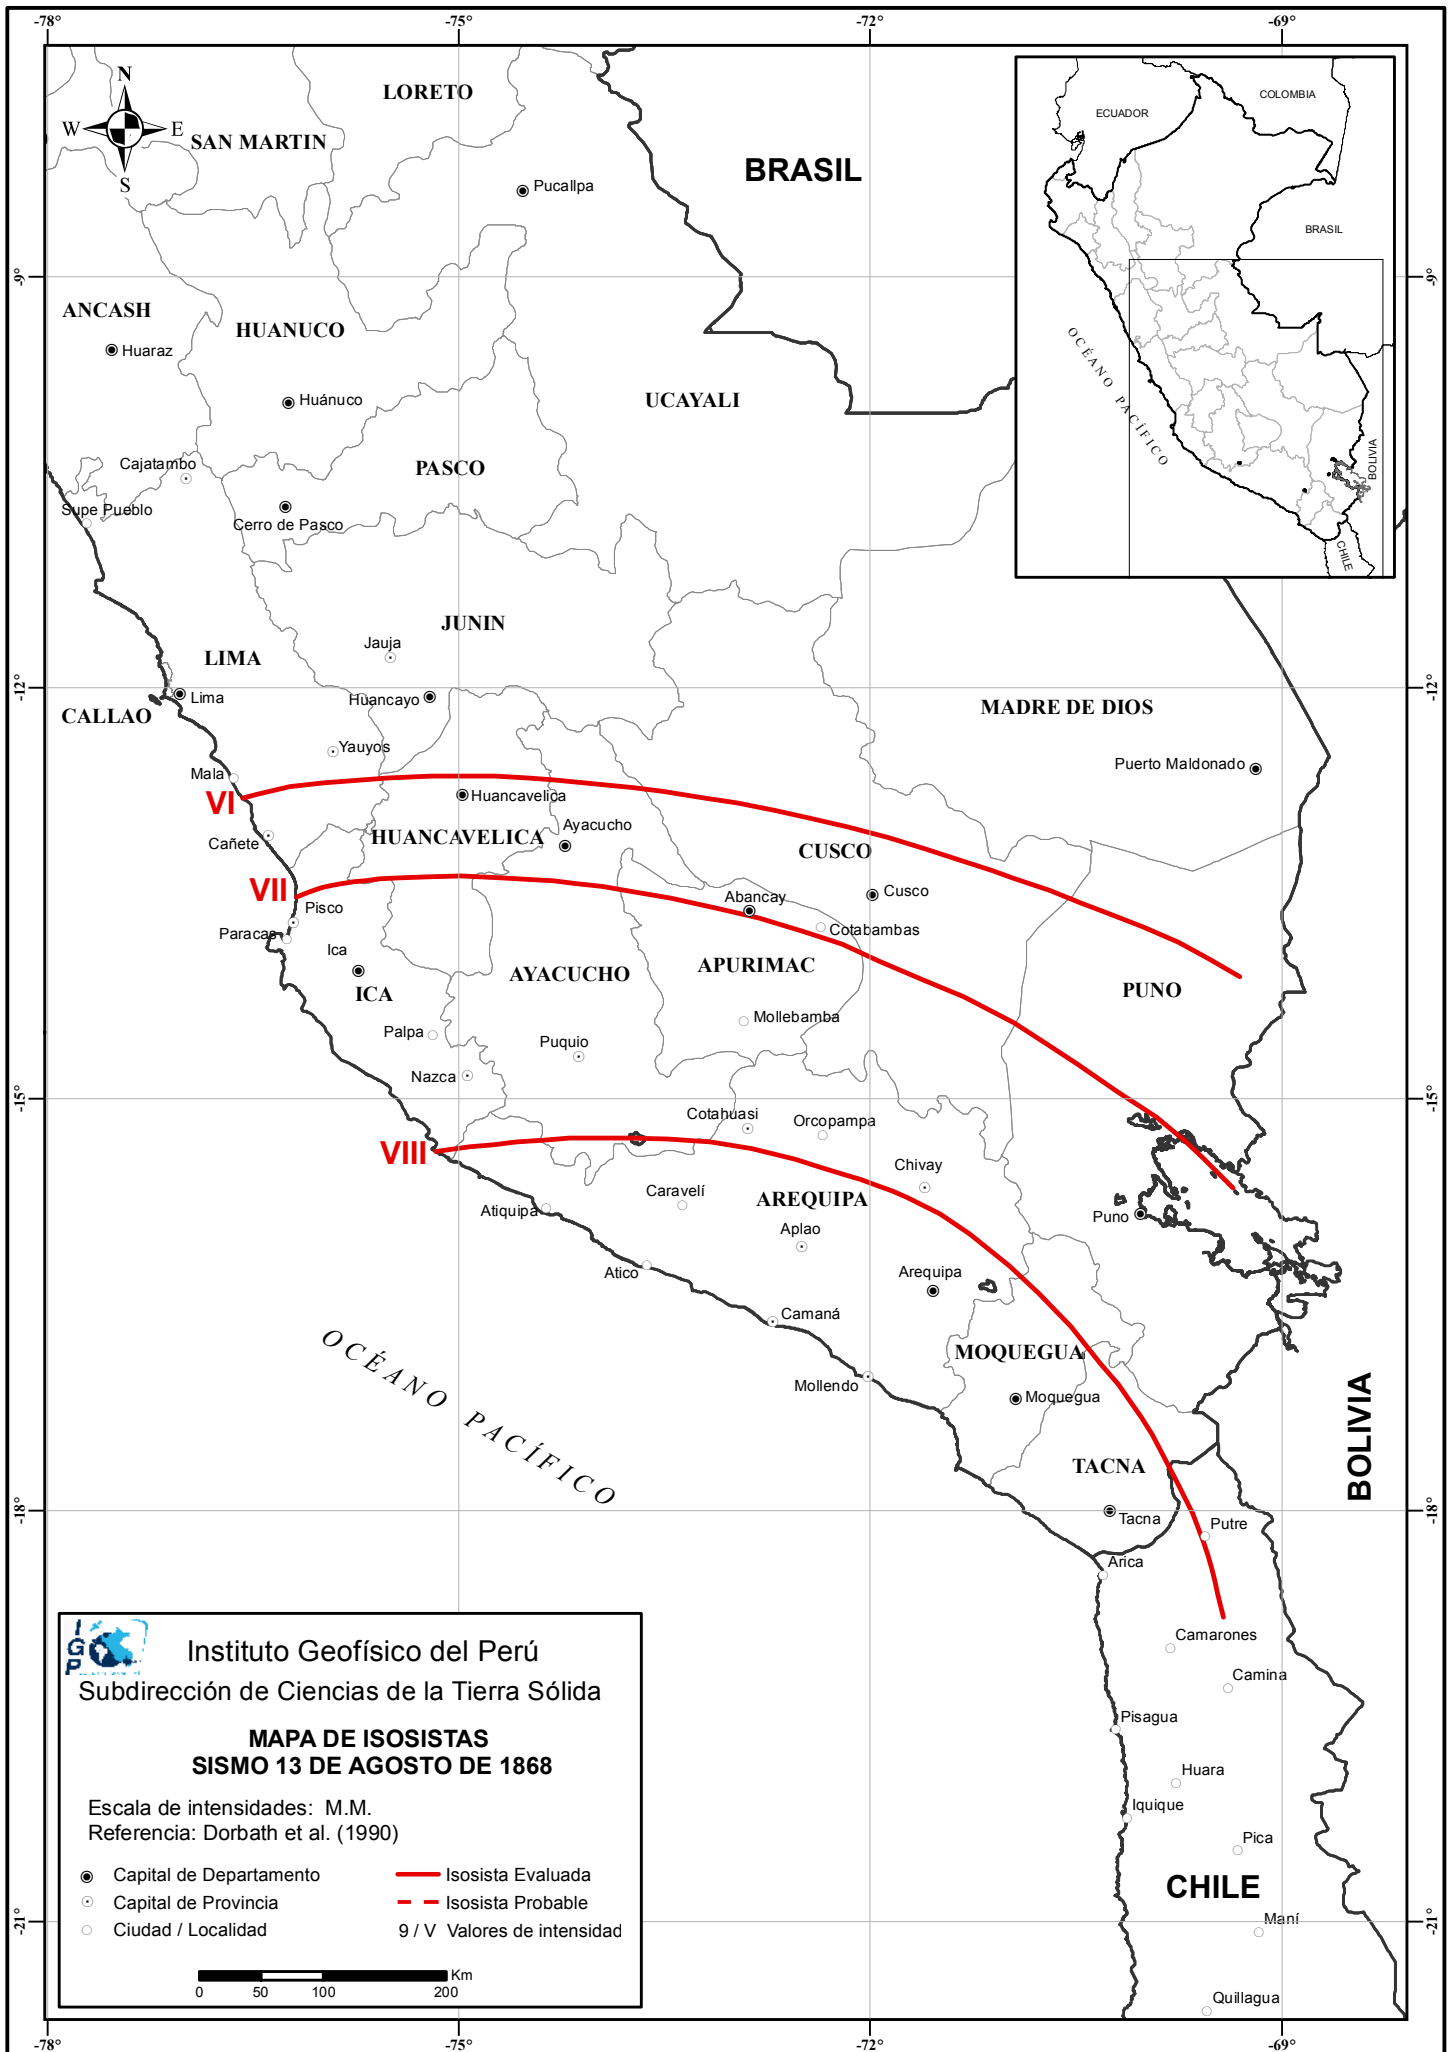 -78°
-75°
-72°
-69°
N
W
E
S
LORETO
SAN MARTIN
BRASIL
Pucallpa
ECUADOR
COLOMBIA
BRASIL
OCÉANO PACÍFICO
BOLIVIA
CHILE
-9°
-9°
ANCASH
HUANUCO
Huaraz
Huánuco
UCAYALI
Cajatambo
PASCO
Supe Pueblo
Cerro de Pasco
JUNIN
Jauja
LIMA
-12°
-12°
Lima
Huancayo
CALLAO
MADRE DE DIOS
Yauyos
Puerto Maldonado
Mala
VI
Huancavelica
Ayacucho
Cañete
HUANCAVELICA
CUSCO
VII
Abancay
Cusco
Pisco
Paracas
Cotabambas
Ica
AYACUCHO
APURIMAC
ICA
PUNO
Mollebamba
Palpa
Puquio
Nazca
-15°
-15°
Cotahuasi
Orcopampa
VIII
Chivay
Caravelí
AREQUIPA
Atiquipa
Puno
Aplao
Atico
Arequipa
Camaná
OCÉANO PACÍFICO
MOQUEGUA
Mollendo
Moquegua
BOLIVIA
TACNA
-18°
-18°
Tacna
Putre
Arica
Camarones
Camina
Pisagua
Huara
Iquique
Pica
CHILE
Maní
-21°
-21°
Quillagua
IGP
Instituto Geofísico del Perú
Subdirección de Ciencias de la Tierra Sólida
MAPA DE ISOSISTAS
SISMO 13 DE AGOSTO DE 1868
Escala de intensidades: M.M.
Referencia: Dorbath et al. (1990)
Capital de Departamento
Isosista Evaluada
Capital de Provincia
Isosista Probable
Ciudad / Localidad
9 / V Valores de intensidad
Km
0 50 100 200
-78°
-75°
-72°
-69°